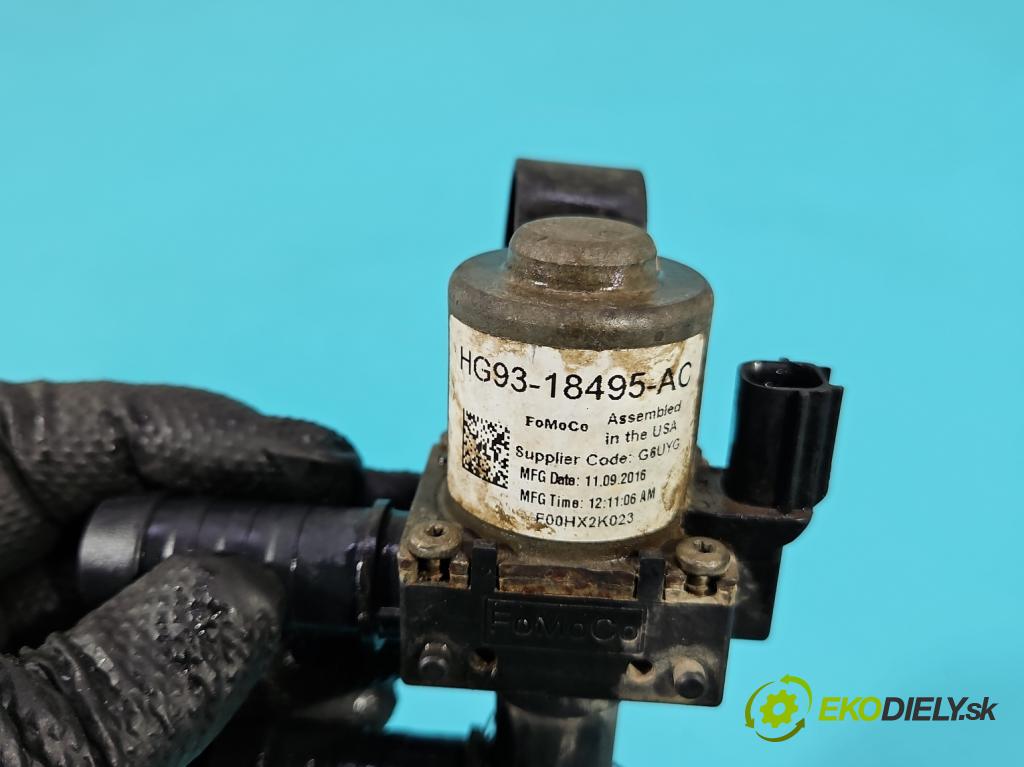 HG93-18495-AC
FoMoCo Assembled
in the USA
Supplier Code: G6UYG
MFG Date: 11.09.2016
MFG Time: 12:11:06 AM
F00HX2K023
FoMoCo
EKODIELY.sk